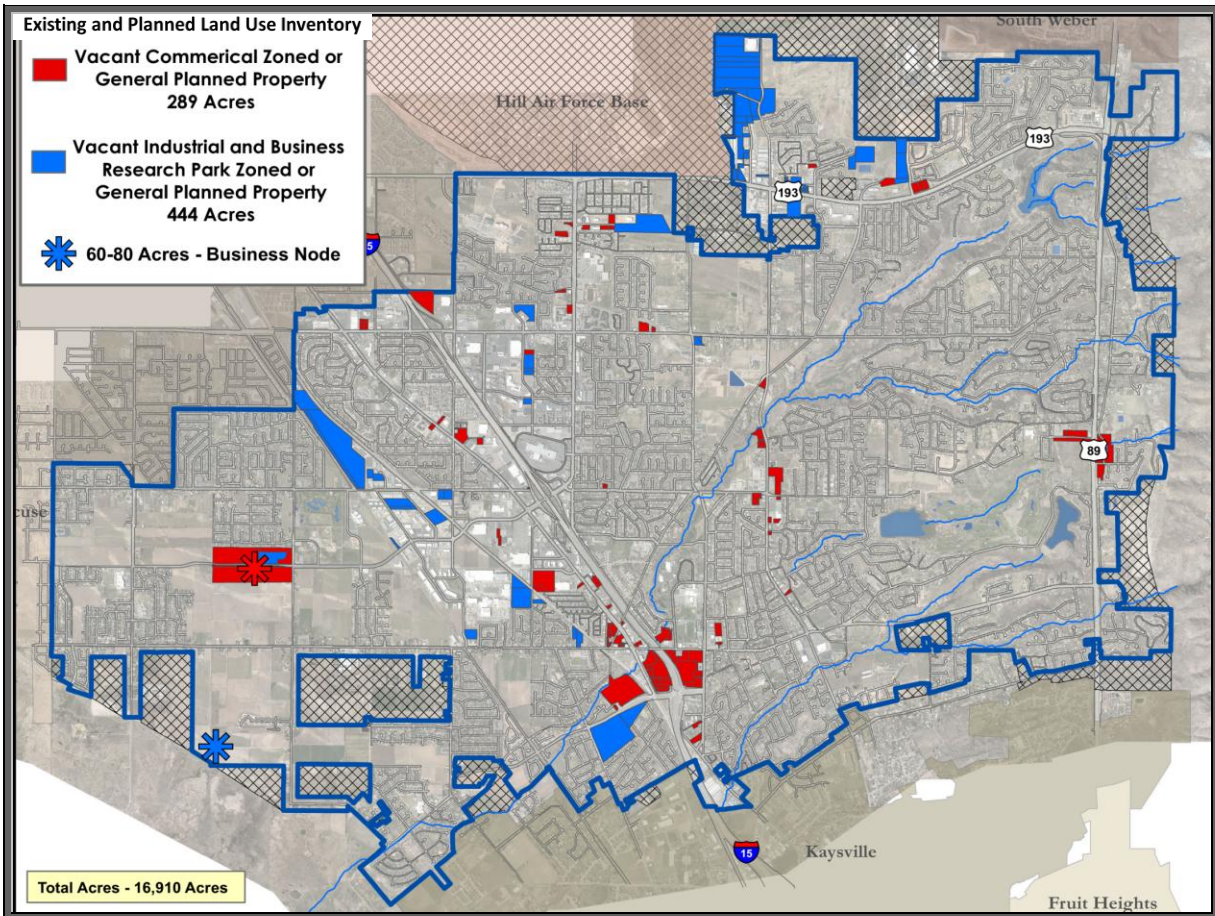 Existing and Planned Land Use Inventory
Vacant Commerical Zoned or
General Planned Property
289 Acres
Vacant Industrial and Business
Research Park Zoned or
General Planned Property
444 Acres
60-80 Acres - Business Node
South Weber
Hill Air Force Base
193
193
5
89
cuse
15
Kaysville
Total Acres - 16,910 Acres
Fruit Heights